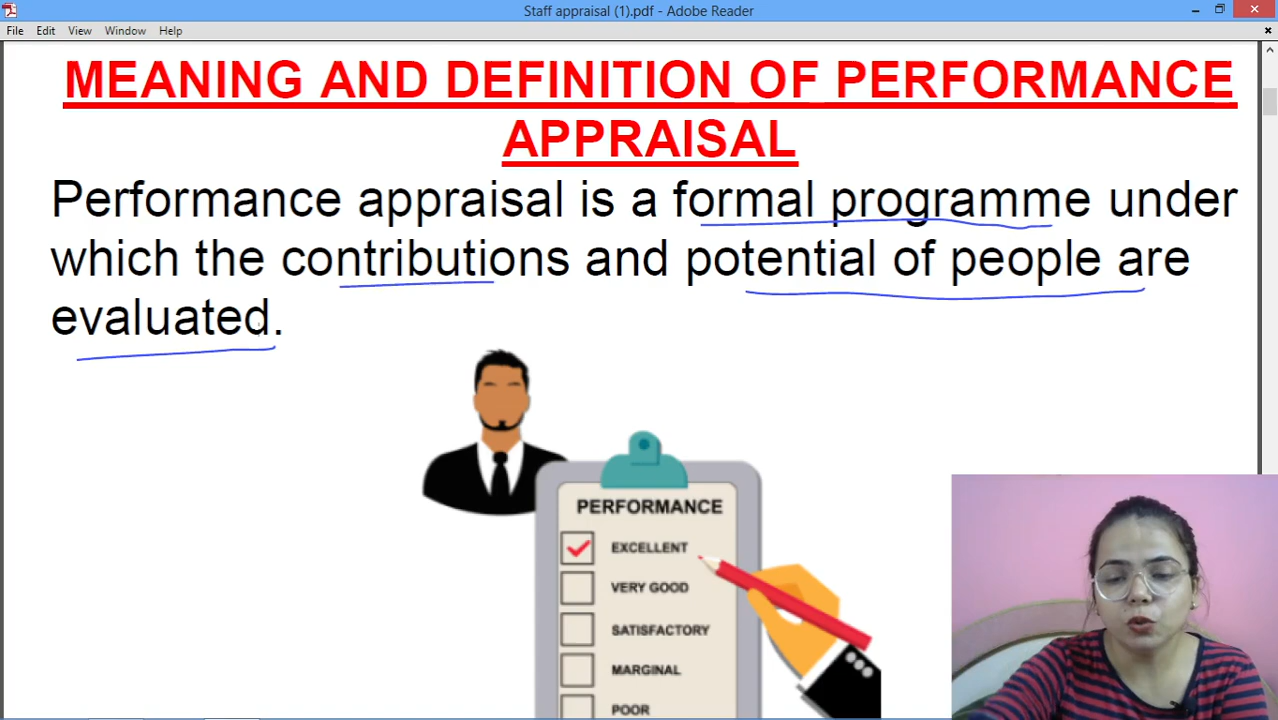 Staff appraisal (1).pdf - Adobe Reader
File Edit View Window Help
MEANING AND DEFINITION OF PERFORMANCE
APPRAISAL
Performance appraisal is a formal programme under
which the contributions and potential of people are
evaluated.
PERFORMANCE
EXCELLENT
VERY GOOD
SATISFACTORY
MARGINAL
POOR